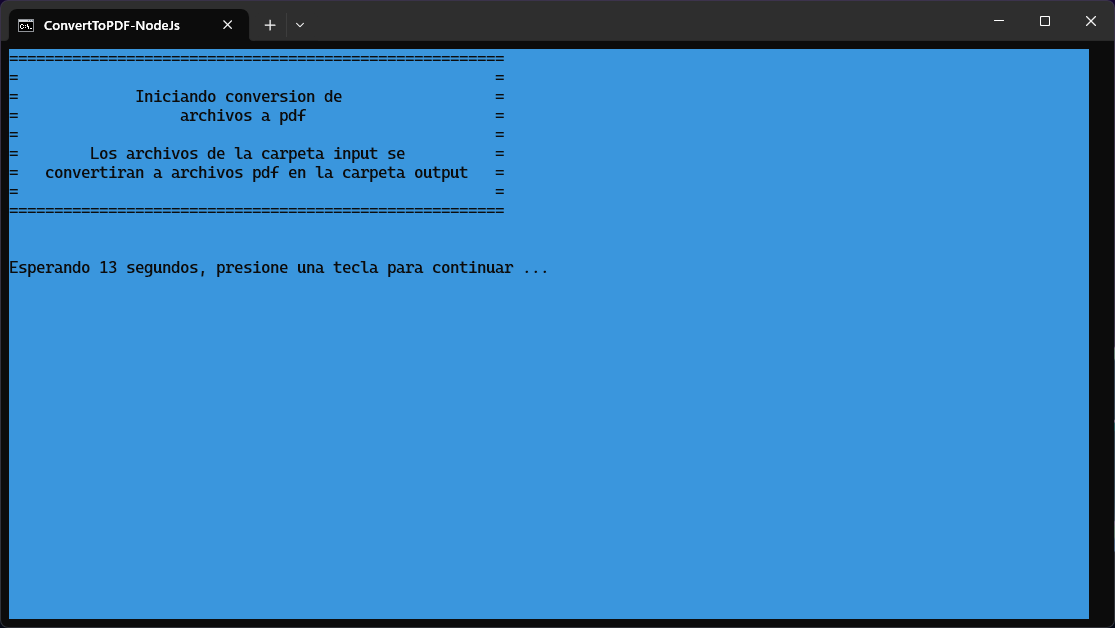 ConvertToPDF-NodeJs
=======================================================
=                                                     =
=             Iniciando conversion de                 =
=                  archivos a pdf                     =
=                                                     =
=        Los archivos de la carpeta input se          =
=   convertiran a archivos pdf en la carpeta output   =
=                                                     =
=======================================================
Esperando 13 segundos, presione una tecla para continuar ...